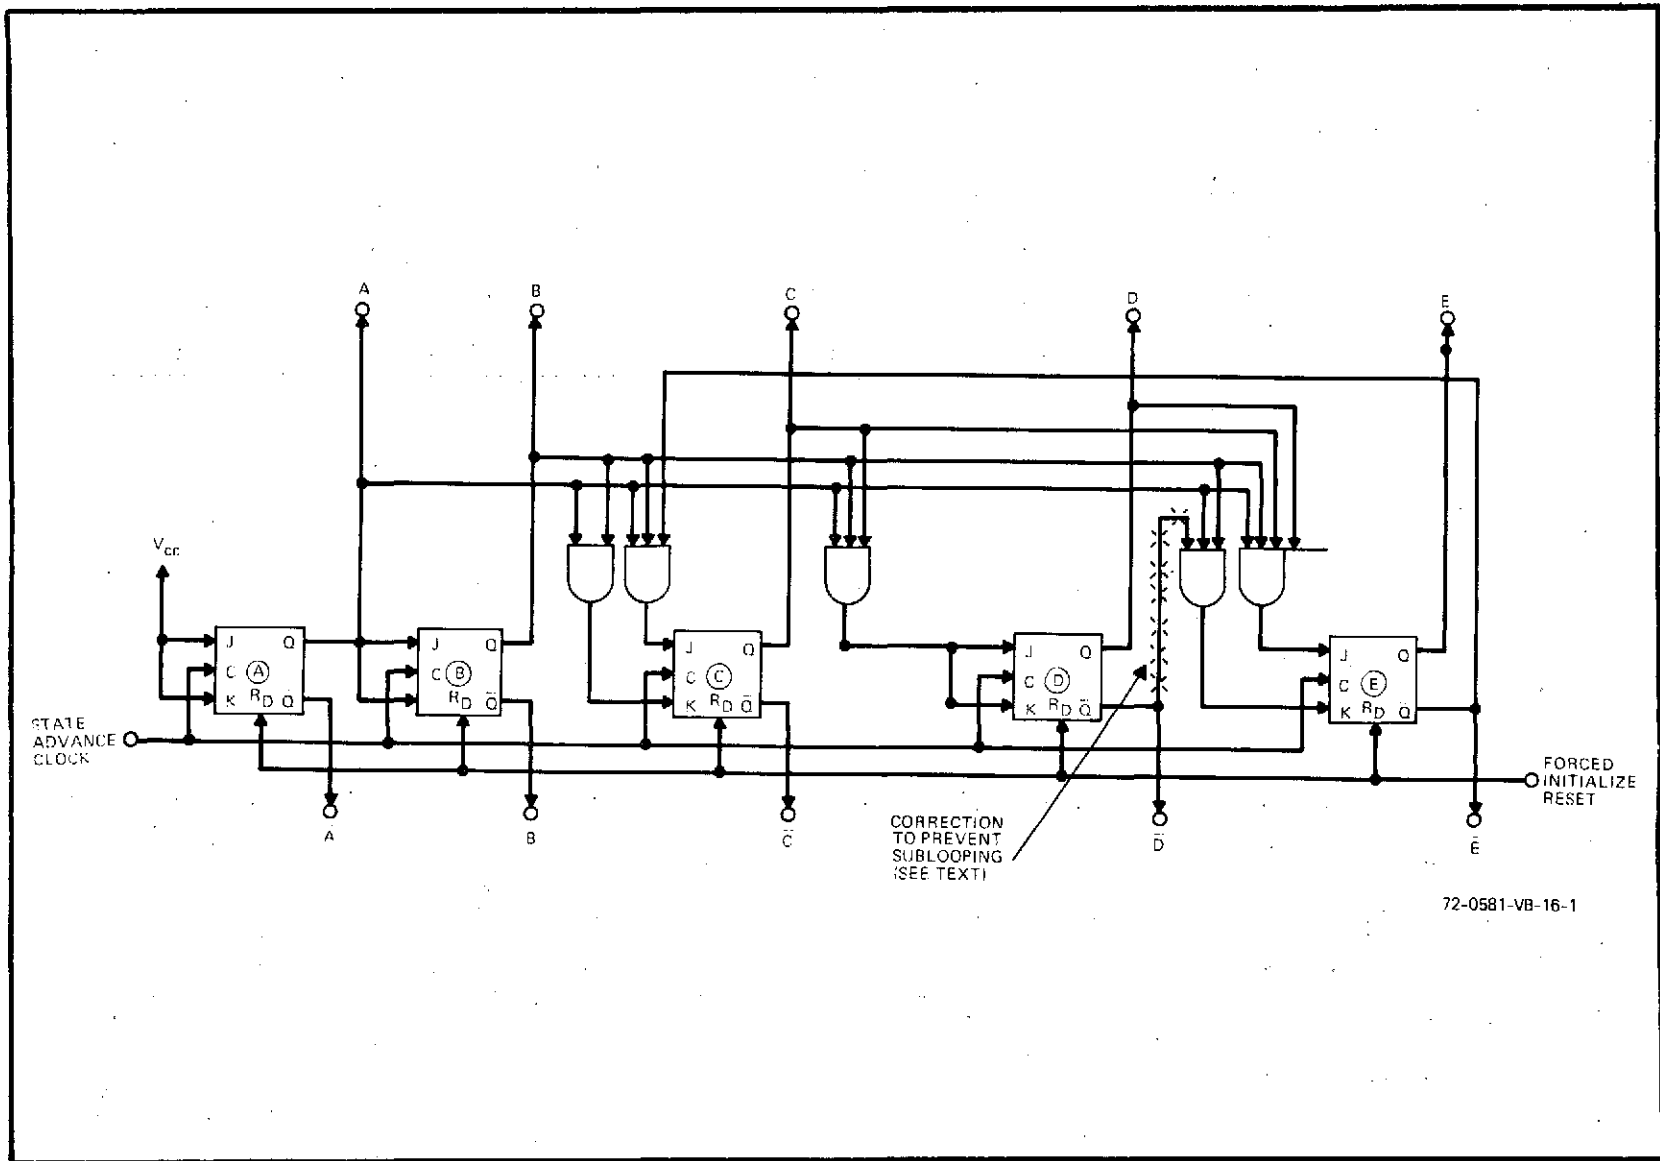 A
B
C
D
E
Vcc
J Q
C A
K RD Q̄
J Q
C B
K RD Q̄
J Q
C C
K RD Q̄
J Q
C D
K RD Q̄
J Q
C E
K RD Q̄
STATE
ADVANCE
CLOCK
FORCED
INITIALIZE
RESET
A
B
C̄
D̄
Ē
CORRECTION
TO PREVENT
SUBLOOPING
(SEE TEXT)
72-0581-VB-16-1